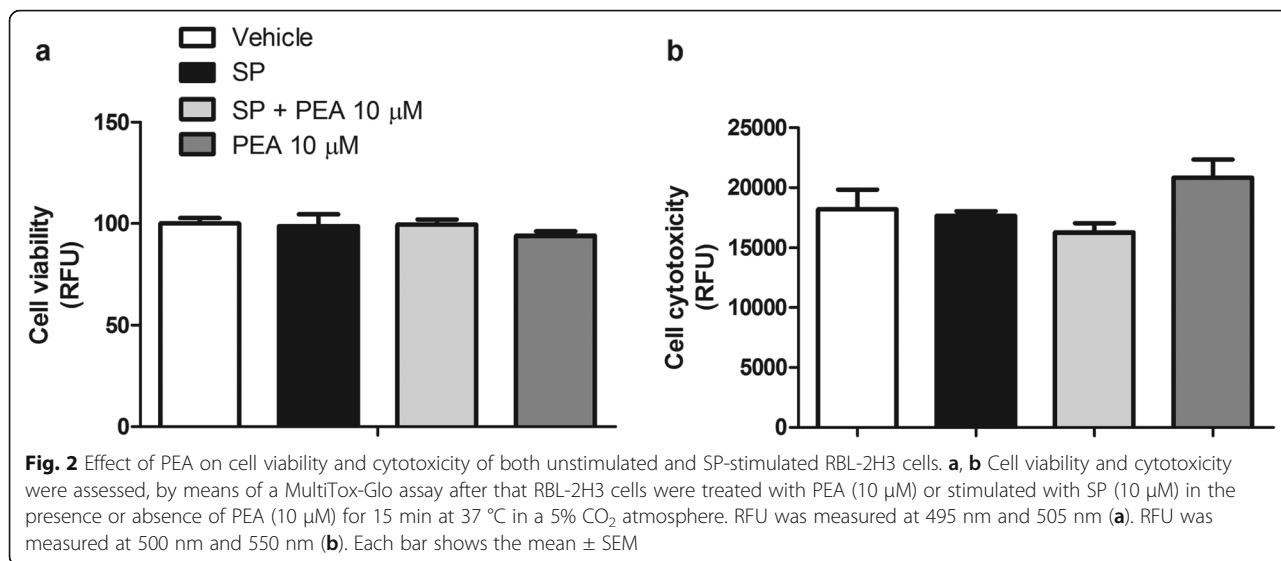 a
Vehicle
SP
SP + PEA 10 μM
PEA 10 μM
Cell viability
(RFU)
150
100
50
0
b
Cell cytotoxicity
(RFU)
25000
20000
15000
10000
5000
0
Fig. 2 Effect of PEA on cell viability and cytotoxicity of both unstimulated and SP-stimulated RBL-2H3 cells. a, b Cell viability and cytotoxicity
were assessed, by means of a MultiTox-Glo assay after that RBL-2H3 cells were treated with PEA (10 μM) or stimulated with SP (10 μM) in the
presence or absence of PEA (10 μM) for 15 min at 37 °C in a 5% CO₂ atmosphere. RFU was measured at 495 nm and 505 nm (a). RFU was
measured at 500 nm and 550 nm (b). Each bar shows the mean ± SEM